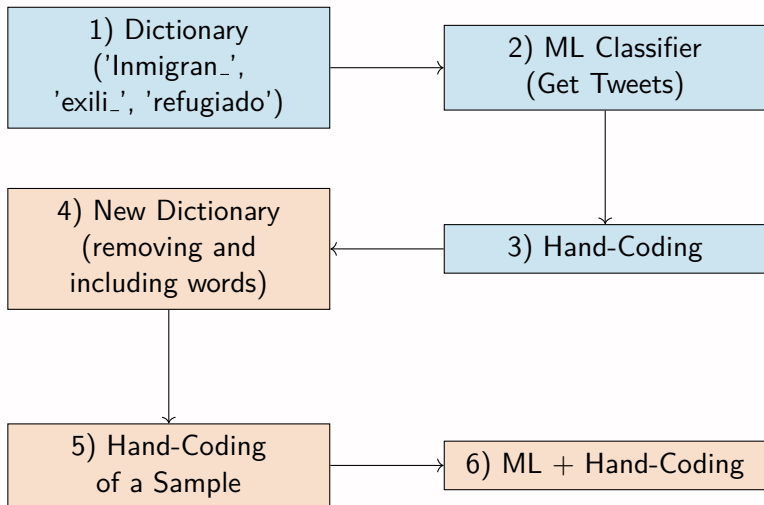 1) Dictionary
('Inmigran_',
'exili_', 'refugiado')
2) ML Classifier
(Get Tweets)
3) Hand-Coding
4) New Dictionary
(removing and
including words)
5) Hand-Coding
of a Sample
6) ML + Hand-Coding